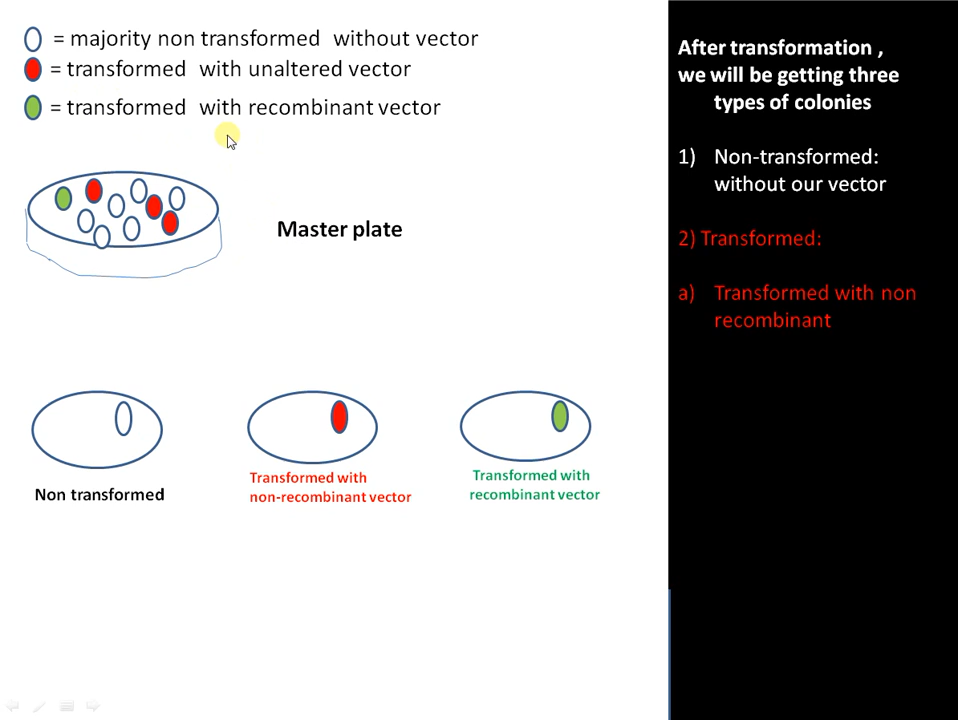 = majority non transformed without vector
= transformed with unaltered vector
= transformed with recombinant vector
Master plate
Non transformed
Transformed with
non-recombinant vector
Transformed with
recombinant vector
After transformation ,
we will be getting three
types of colonies
1) Non-transformed:
without our vector
2) Transformed:
a) Transformed with non
recombinant